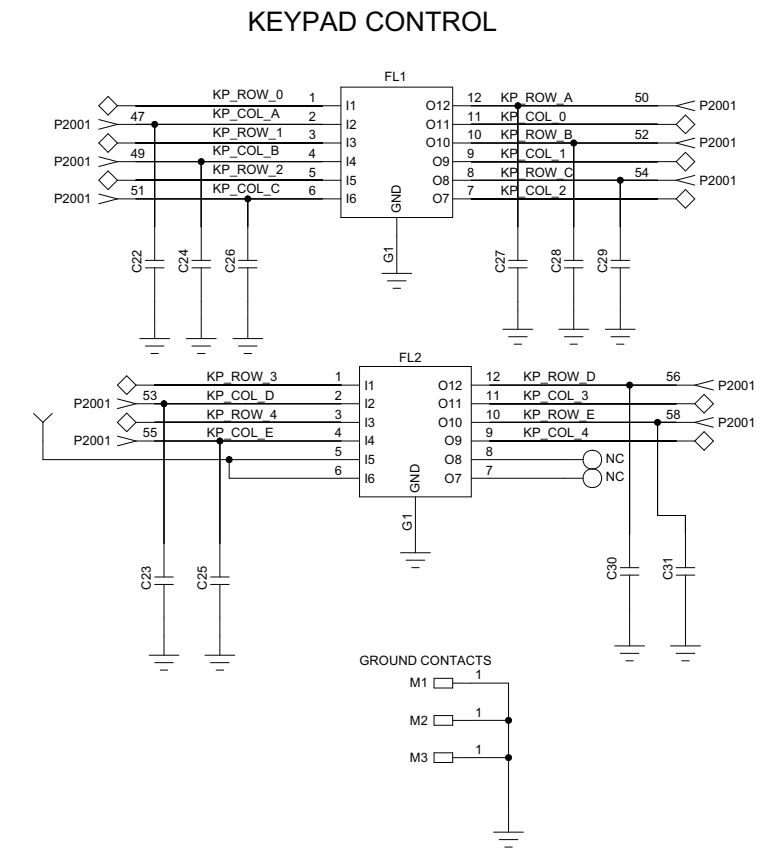 KEYPAD CONTROL
FL1
KP_ROW_0 1 I1 O12 12 KP_ROW_A 50 P2001
P2001 47 KP_COL_A 2 I2 O11 11 KP_COL_0
KP_ROW_1 3 I3 O10 10 KP_ROW_B 52 P2001
P2001 49 KP_COL_B 4 I4 O9 9 KP_COL_1
KP_ROW_2 5 I5 O8 8 KP_ROW_C 54 P2001
P2001 51 KP_COL_C 6 I6 O7 7 KP_COL_2
GND
G1
C22 C24 C26 C27 C28 C29
FL2
KP_ROW_3 1 I1 O12 12 KP_ROW_D 56 P2001
P2001 53 KP_COL_D 2 I2 O11 11 KP_COL_3
KP_ROW_4 3 I3 O10 10 KP_ROW_E 58 P2001
P2001 55 KP_COL_E 4 I4 O9 9 KP_COL_4
5 I5 O8 8 NC
6 I6 O7 7 NC
GND
G1
C23 C25 C30 C31
GROUND CONTACTS
M1 1
M2 1
M3 1